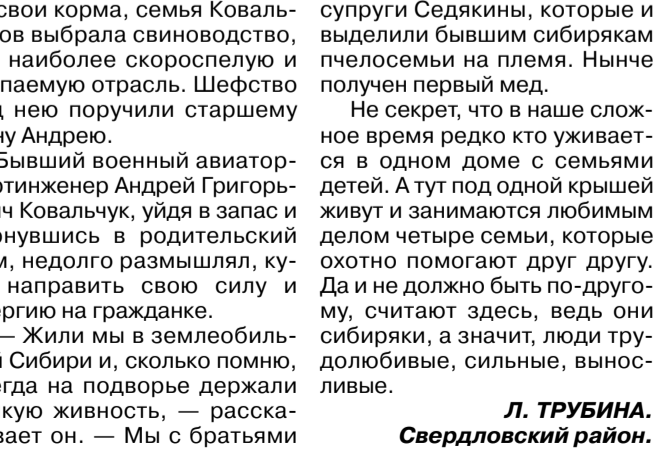 свои корма, семья Коваль-
ов выбрала свиноводство,
наиболее скороспелую и
паемую отрасль. Шефство
нею поручили старшему
ну Андрею.
Бывший военный авиатор-
ртинженер Андрей Григорь-
ич Ковальчук, уйдя в запас и
рнувшись в родительский
м, недолго размышлял, ку-
направить свою силу и
ергию на гражданке.
— Жили мы в землеобиль-
й Сибири и, сколько помню,
егда на подворье держали
кую живность, — расска-
вает он. — Мы с братьями
супруги Седякины, которые и
выделили бывшим сибирякам
пчелосемьи на племя. Нынче
получен первый мед.
Не секрет, что в наше слож-
ное время редко кто уживает-
ся в одном доме с семьями
детей. А тут под одной крышей
живут и занимаются любимым
делом четыре семьи, которые
охотно помогают друг другу.
Да и не должно быть по-друго-
му, считают здесь, ведь они
сибиряки, а значит, люди тру-
долюбивые, сильные, вынос-
ливые.
Л. ТРУБИНА.
Свердловский район.